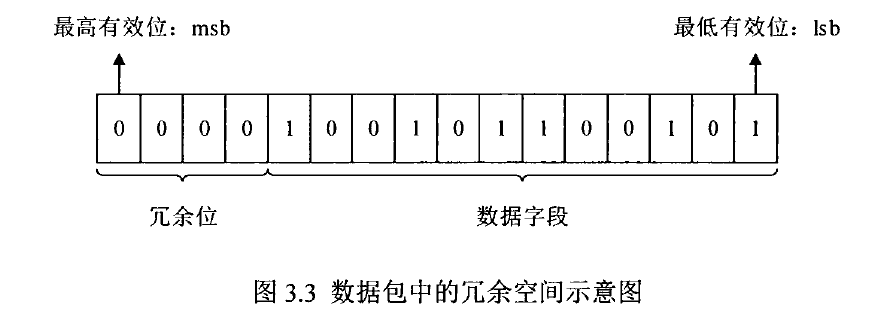 最高有效位：msb 最低有效位：lsb
0 0 0 0 1 0 0 1 0 1 1 0 0 1 0 1
冗余位 数据字段
图 3.3 数据包中的冗余空间示意图